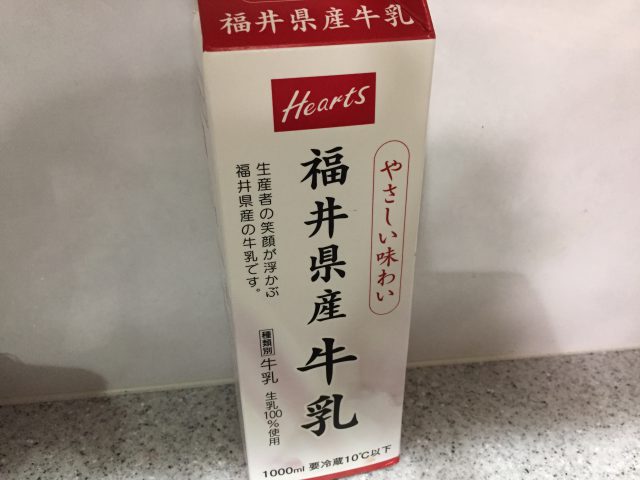 福井県産牛乳
Hearts
やさしい味わい
福井県産牛乳
生産者の笑顔が浮かぶ
福井県産の牛乳です。
種類別 牛乳 生乳100%使用
1000ml 要冷蔵10℃以下